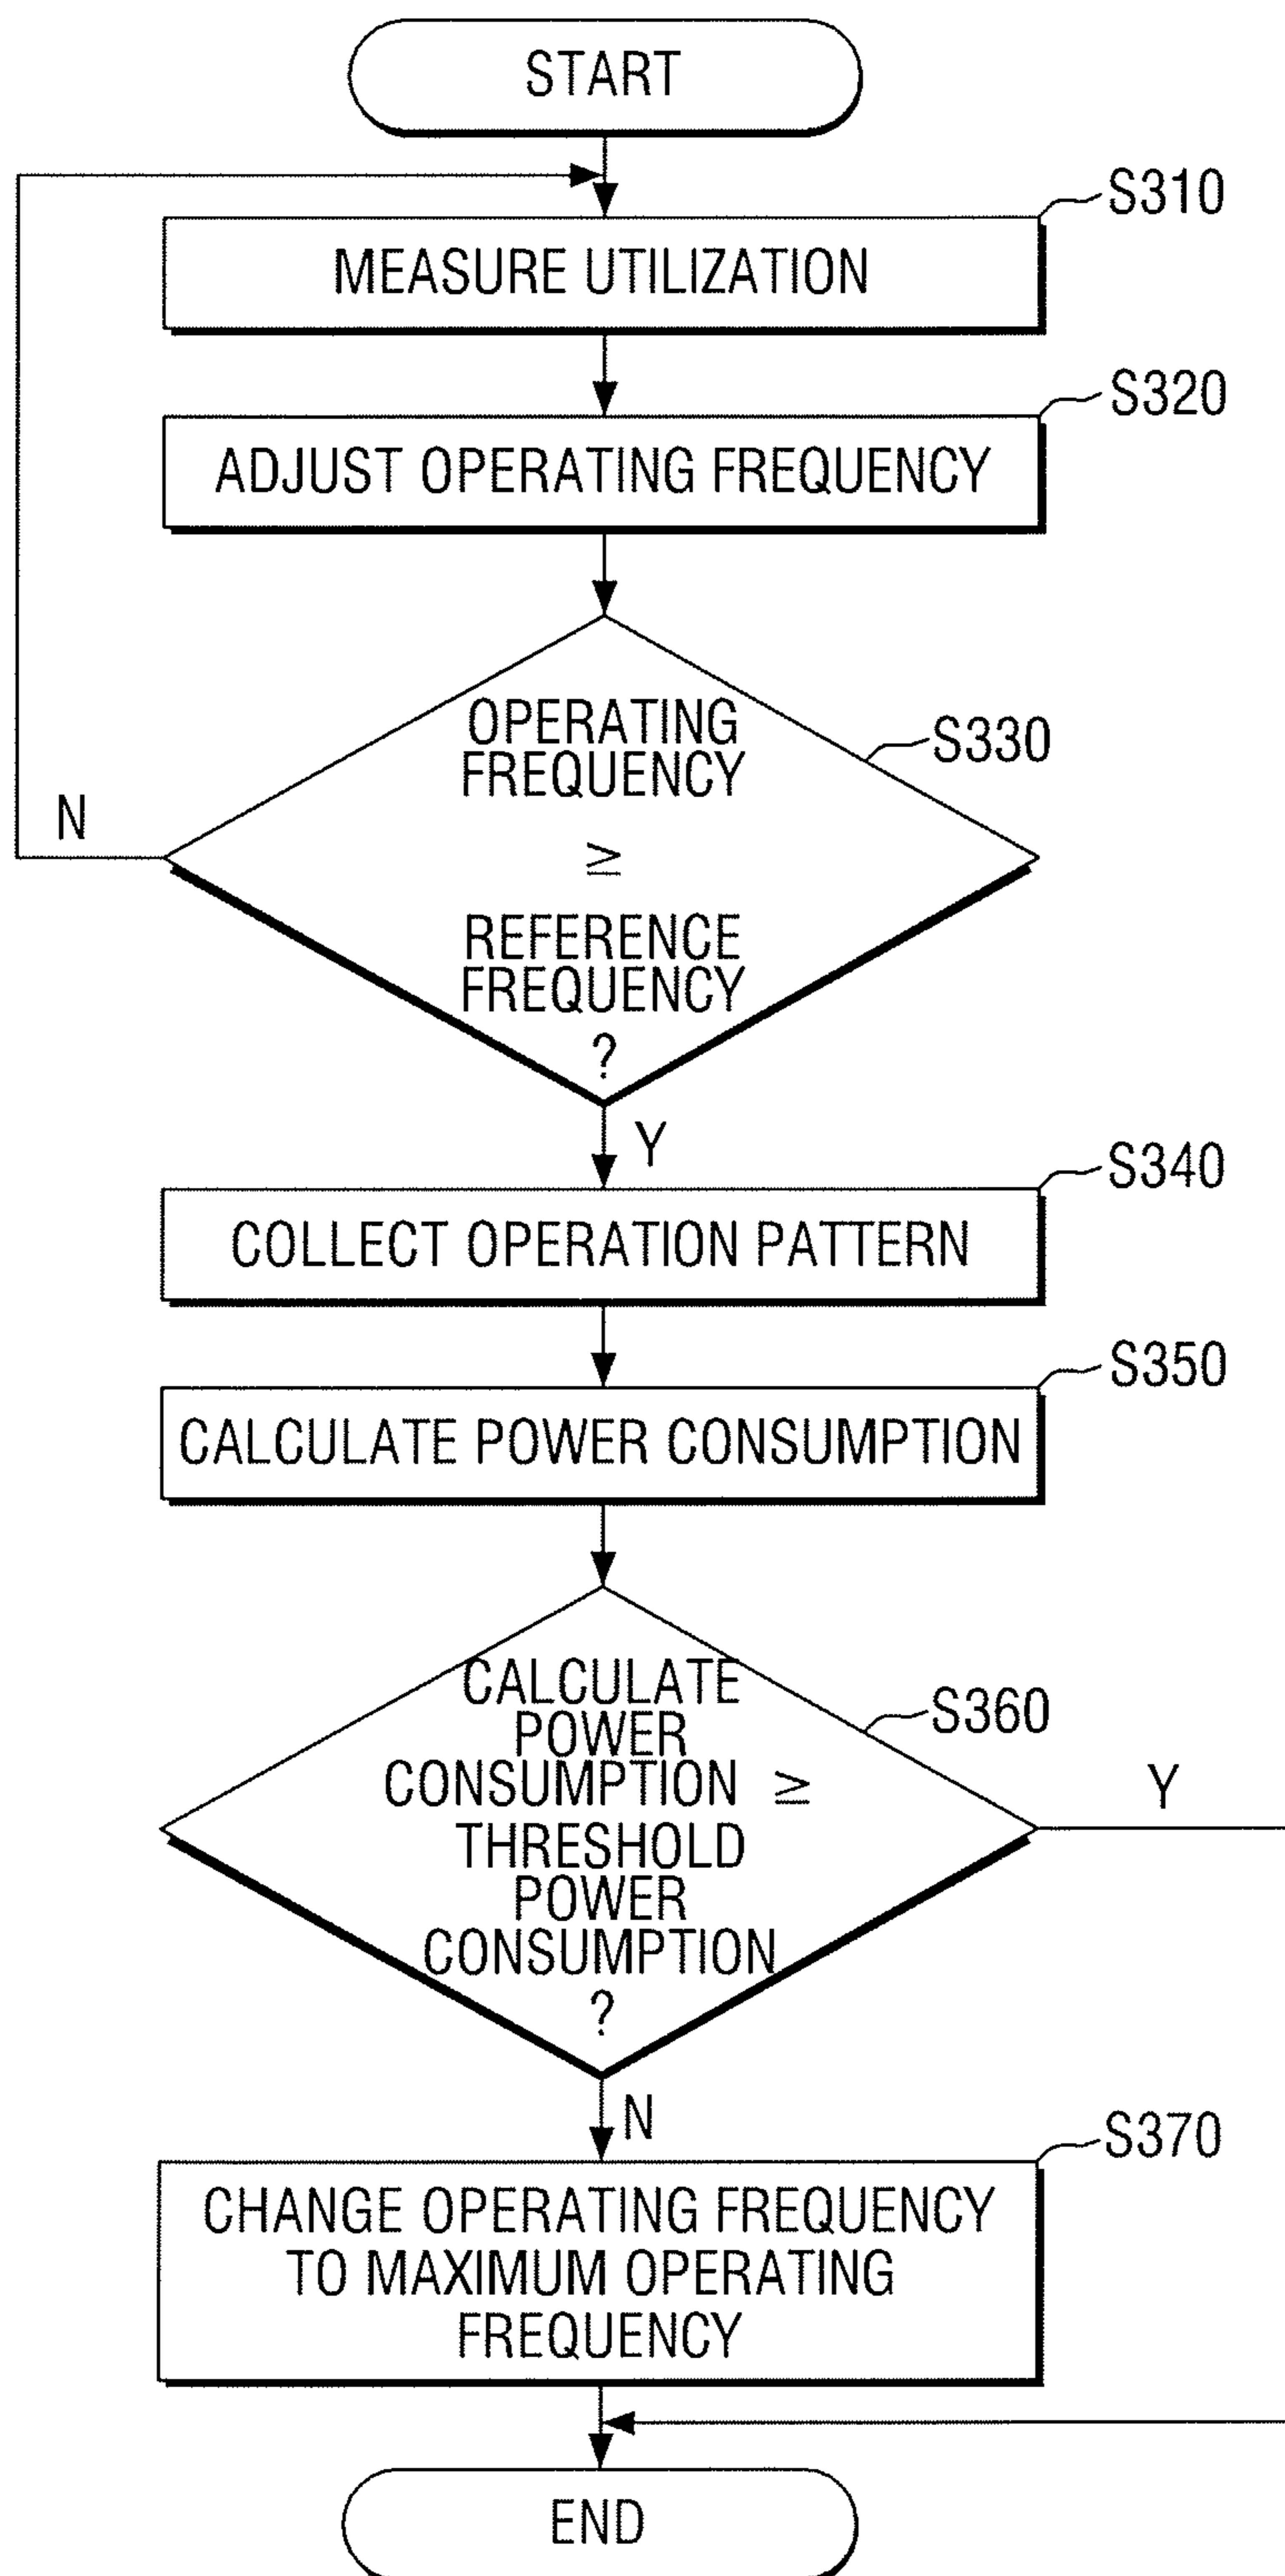 START
S310
MEASURE UTILIZATION
S320
ADJUST OPERATING FREQUENCY
S330
OPERATING
FREQUENCY
≥
REFERENCE
FREQUENCY
?
N
Y
S340
COLLECT OPERATION PATTERN
S350
CALCULATE POWER CONSUMPTION
S360
CALCULATE
POWER
CONSUMPTION ≥
THRESHOLD
POWER
CONSUMPTION
?
Y
N
S370
CHANGE OPERATING FREQUENCY
TO MAXIMUM OPERATING
FREQUENCY
END